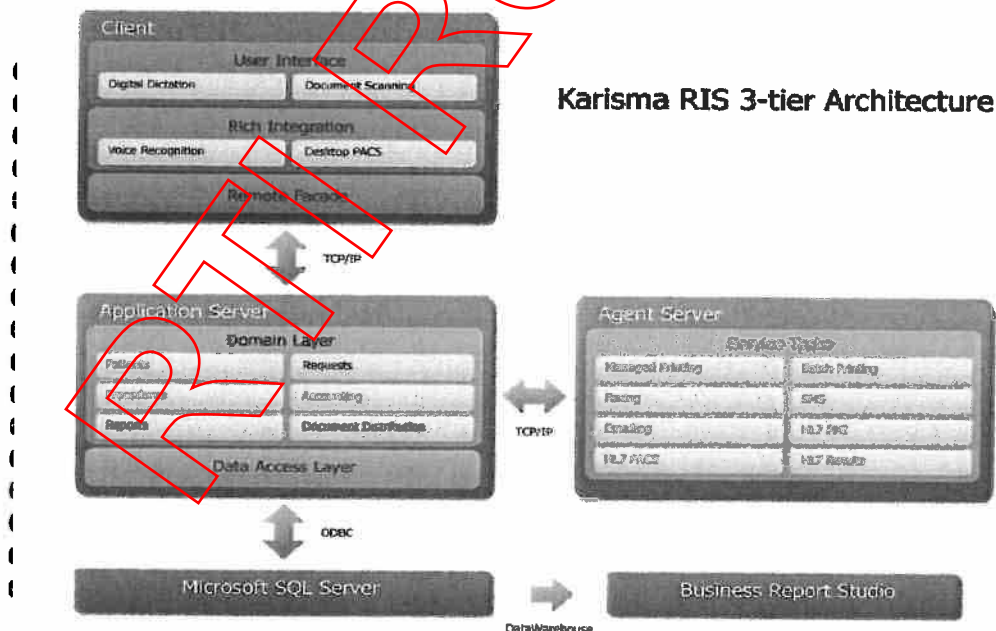 Client
User Interface
Digital Dictation
Document Scanning
Karisma RIS 3-tier Architecture
Rich Integration
Voice Recognition
Desktop PACS
Remote Facade
TCP/IP
Application Server
Agent Server
Domain Layer
Patients
Requests
Managed Printing
Batch Printing
Procedures
Accounting
Faxing
SMS
Reports
Document Distribution
TCP/IP
Emailing
HL7 PACS
HL7 Results
Data Access Layer
ODBC
Microsoft SQL Server
Business Report Studio
DataWarehouse